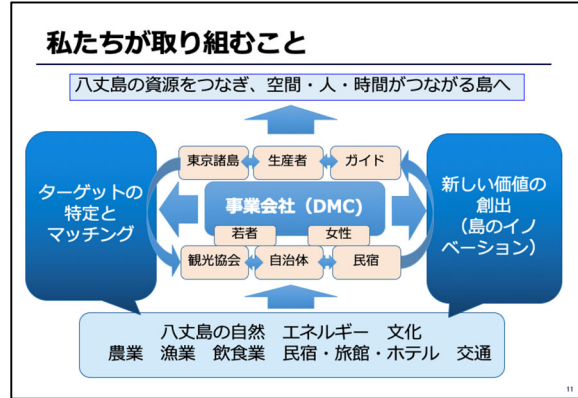 私たちが取り組むこと
八丈島の資源をつなぎ、空間・人・時間がつながる島へ
ターゲットの
特定と
マッチング
東京諸島
生産者
ガイド
事業会社（DMC）
若者
女性
観光協会
自治体
民宿
新しい価値の
創出
（島のイノ
ベーション）
八丈島の自然　エネルギー　文化
農業　漁業　飲食業　民宿・旅館・ホテル　交通
11